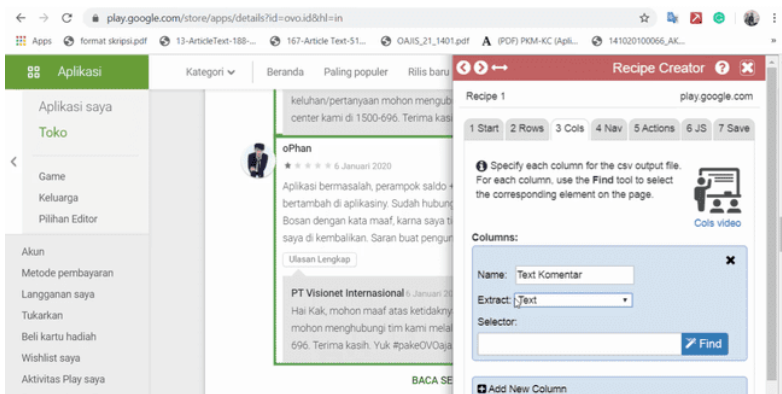 play.google.com/store/apps/details?id=ovo.id&hl=in
Apps format skripsi.pdf 13-ArticleText-188-... 167-Article Text-51... OAJIS_21_1401.pdf (PDF) PKM-KC (Apli... 141020100066_AK...
Aplikasi
Kategori
Beranda
Paling populer
Rilis baru
Aplikasi saya
Toko
Game
Keluarga
Pilihan Editor
Akun
Metode pembayaran
Langganan saya
Tukarkan
Beli kartu hadiah
Wishlist saya
Aktivitas Play saya
keluhan/pertanyaan mohon mengub
center kami di 1500-696. Terima kasi
oPhan
6 Januari 2020
Aplikasi bermasalah, perampok saldo +
bertambah di aplikasiny. Sudah hubung
Bosan dengan kata maaf, karna saya ti
saya di kembalikan. Saran buat pengun
Ulasan Lengkap
PT Visionet Internasional 6 Januari 20
Hai Kak, mohon maaf atas ketidakny
mohon menghubungi tim kami melal
696. Terima kasih. Yuk #pakeOVOaja
BACA SE
Recipe Creator
Recipe 1
play.google.com
1 Start 2 Rows 3 Cols 4 Nav 5 Actions 6 JS 7 Save
Specify each column for the csv output file.
For each column, use the Find tool to select
the corresponding element on the page.
Cols video
Columns:
Name: Text Komentar
Extract: Text
Selector:
Find
Add New Column